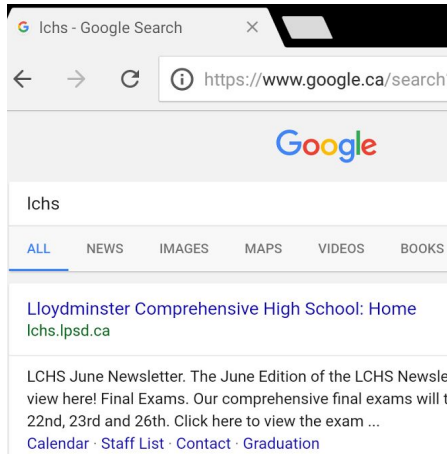 lchs - Google Search
https://www.google.ca/search
Google
lchs
ALL NEWS IMAGES MAPS VIDEOS BOOKS
Lloydminster Comprehensive High School: Home
lchs.lpsd.ca
LCHS June Newsletter. The June Edition of the LCHS Newsle
view here! Final Exams. Our comprehensive final exams will t
22nd, 23rd and 26th. Click here to view the exam ...
Calendar · Staff List · Contact · Graduation